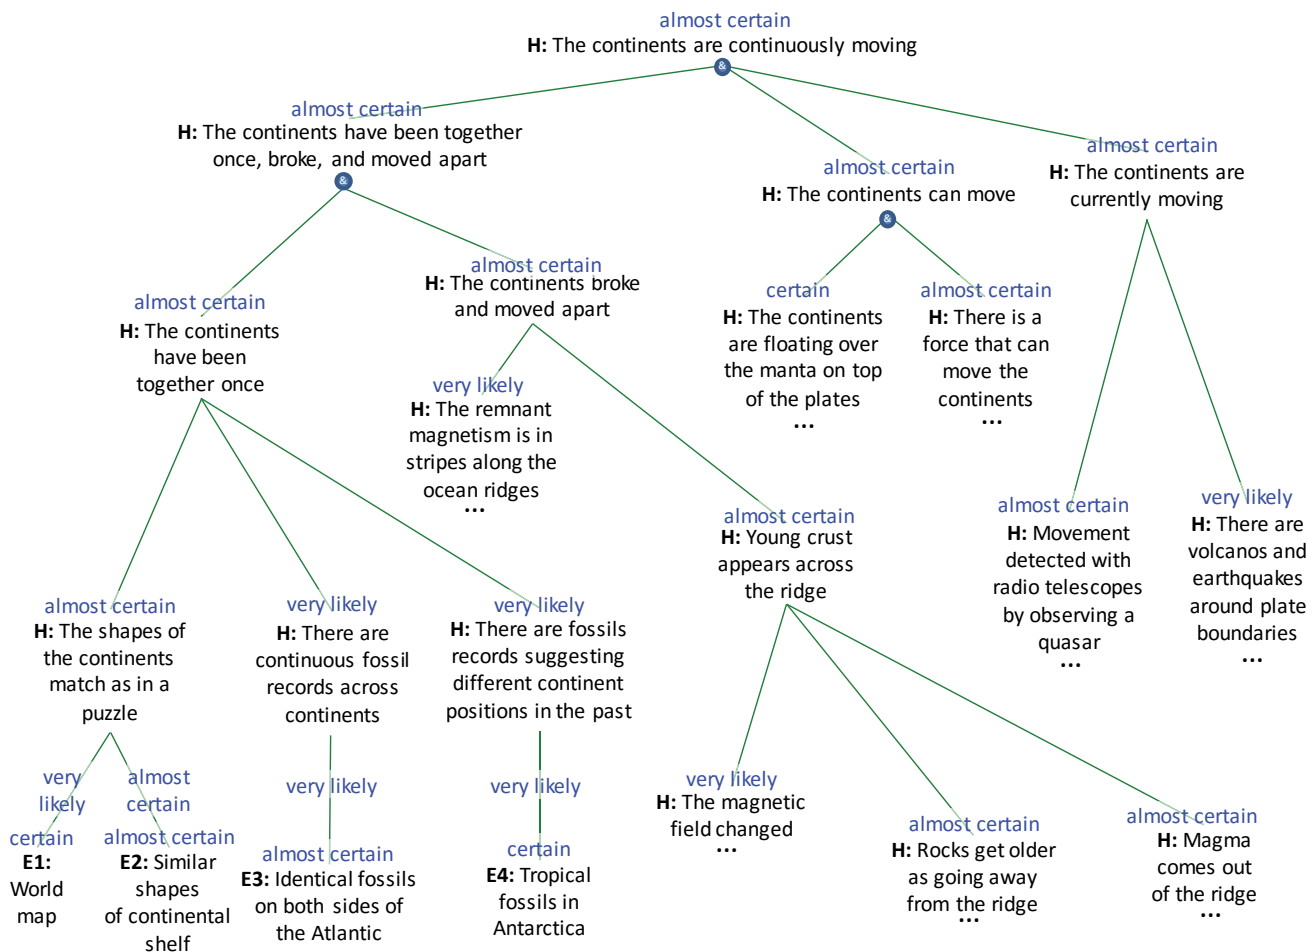 almost certain
H: The continents are continuously moving
&
almost certain
H: The continents have been together
once, broke, and moved apart
&
almost certain
H: The continents can move
&
almost certain
H: The continents are
currently moving
almost certain
H: The continents
have been
together once
almost certain
H: The continents broke
and moved apart
certain
H: The continents
are floating over
the manta on top
of the plates
...
almost certain
H: There is a
force that can
move the
continents
...
very likely
H: The remnant
magnetism is in
stripes along the
ocean ridges
...
almost certain
H: Young crust
appears across
the ridge
almost certain
H: Movement
detected with
radio telescopes
by observing a
quasar
...
very likely
H: There are
volcanos and
earthquakes
around plate
boundaries
...
almost certain
H: The shapes of
the continents
match as in a
puzzle
very likely
H: There are
continuous fossil
records across
continents
very likely
H: There are fossils
records suggesting
different continent
positions in the past
very
likely
almost
certain
very likely
very likely
certain
E1:
World
map
almost certain
E2: Similar
shapes
of continental
shelf
almost certain
E3: Identical fossils
on both sides of
the Atlantic
certain
E4: Tropical
fossils in
Antarctica
very likely
H: The magnetic
field changed
...
almost certain
H: Rocks get older
as going away
from the ridge
...
almost certain
H: Magma
comes out
of the ridge
...